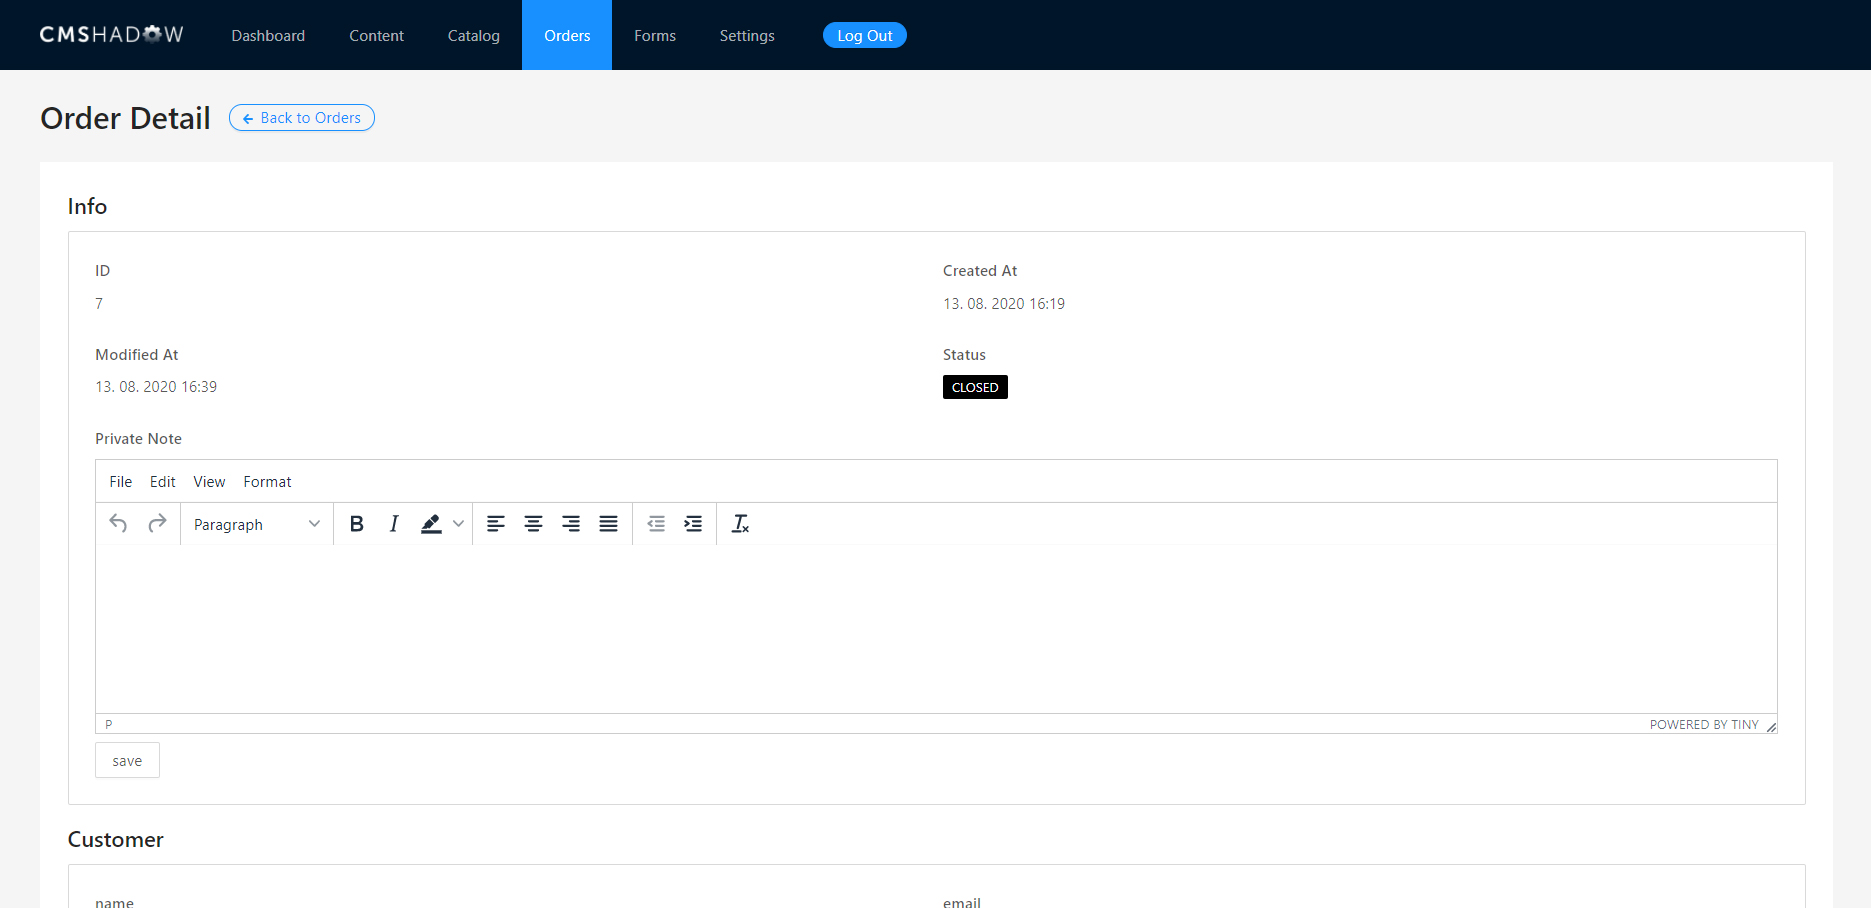 CMSHADOW Dashboard Content Catalog Orders Forms Settings Log Out
Order Detail Back to Orders
Info
ID Created At
7 13. 08. 2020 16:19
Modified At Status
13. 08. 2020 16:39 CLOSED
Private Note
File Edit View Format
Paragraph B I
P POWERED BY TINY
save
Customer
name email